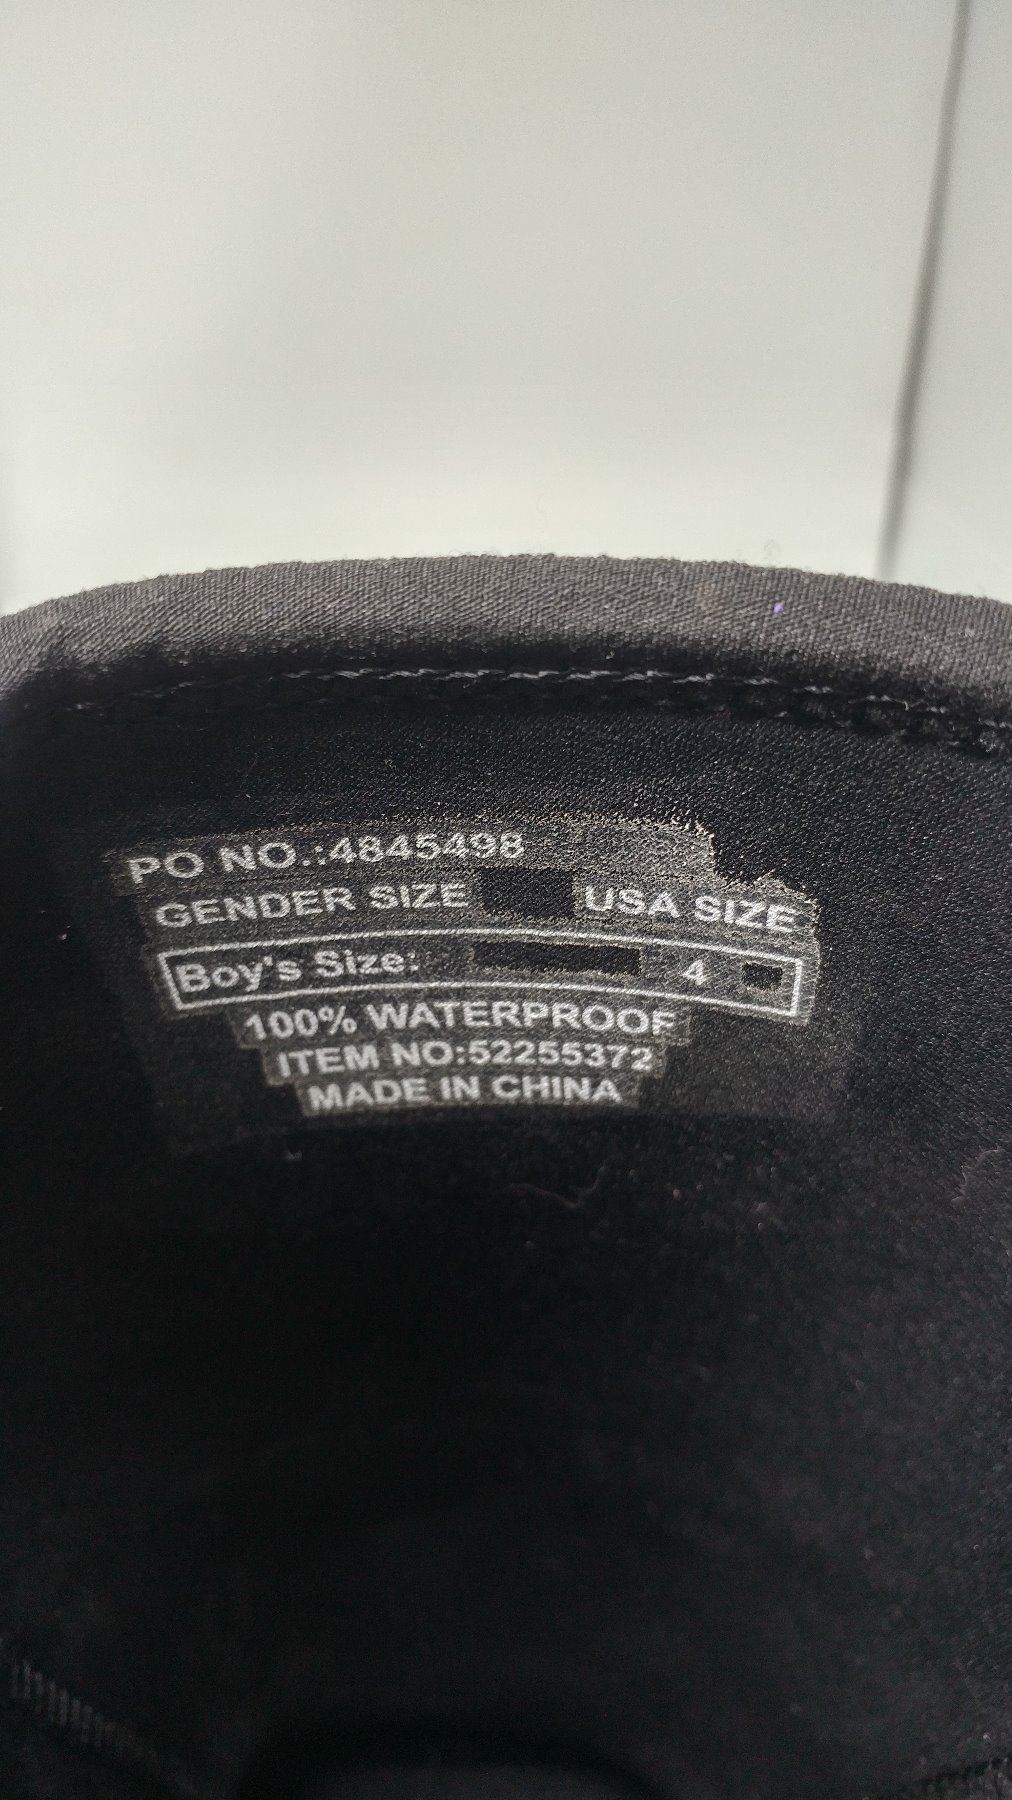 PO NO.:4845498
GENDER SIZE USA SIZE
Boy's Size: 4
100% WATERPROOF
ITEM NO:52255372
MADE IN CHINA